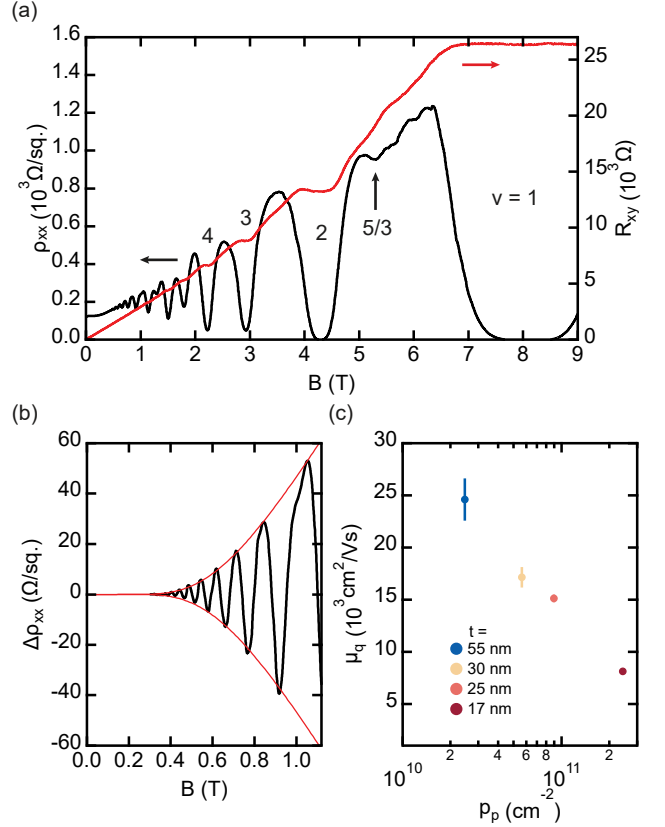 (a)
1.6
1.4
1.2
1.0
0.8
0.6
0.4
0.2
0.0
ρxx (10³Ω/sq.)
25
20
15
10
5
0
Rxy (10³Ω)
4
3
2
5/3
v = 1
0 1 2 3 4 5 6 7 8 9
B (T)
(b)
60
40
20
0
-20
-40
-60
Δρxx (Ω/sq.)
0.0 0.2 0.4 0.6 0.8 1.0
B (T)
(c)
30
25
20
15
10
5
μq (10³cm²/Vs)
t =
55 nm
30 nm
25 nm
17 nm
2 6 8 2
10¹⁰ 10¹¹
pp (cm⁻²)